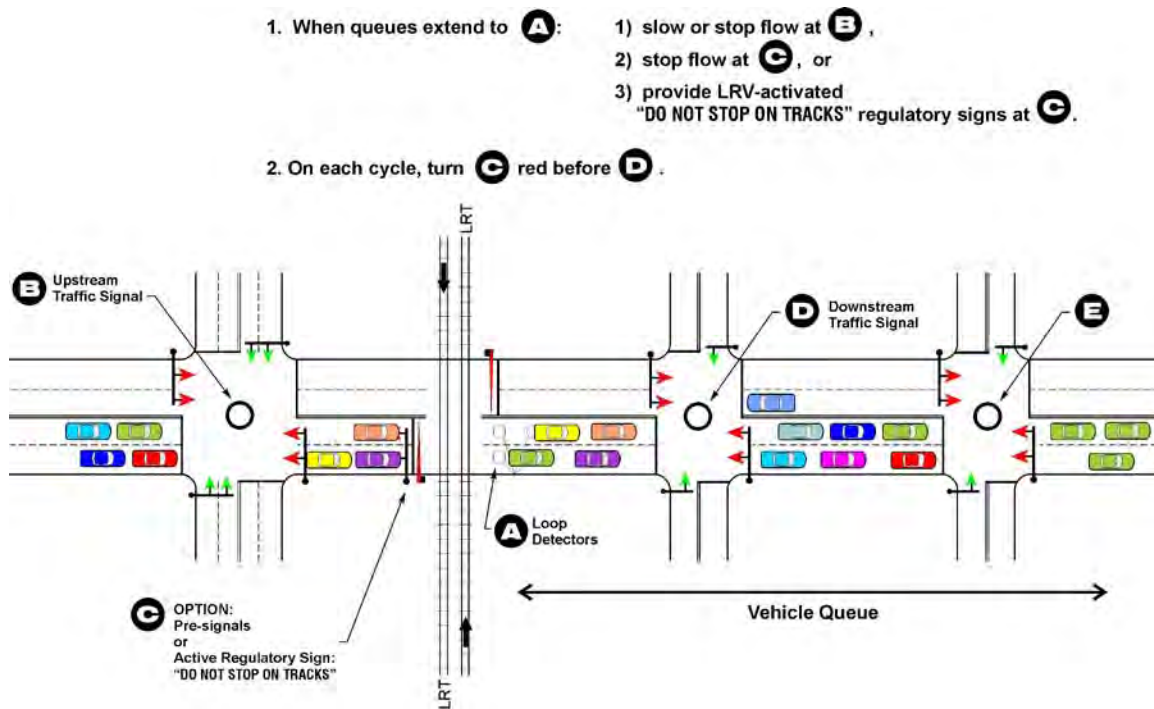 1. When queues extend to A: 1) slow or stop flow at B ,
2) stop flow at C , or
3) provide LRV-activated
"DO NOT STOP ON TRACKS" regulatory signs at C .
2. On each cycle, turn C red before D .
LRT
B Upstream
Traffic Signal
D Downstream
Traffic Signal
E
A Loop
Detectors
Vehicle Queue
C OPTION:
Pre-signals
or
Active Regulatory Sign:
"DO NOT STOP ON TRACKS"
LRT